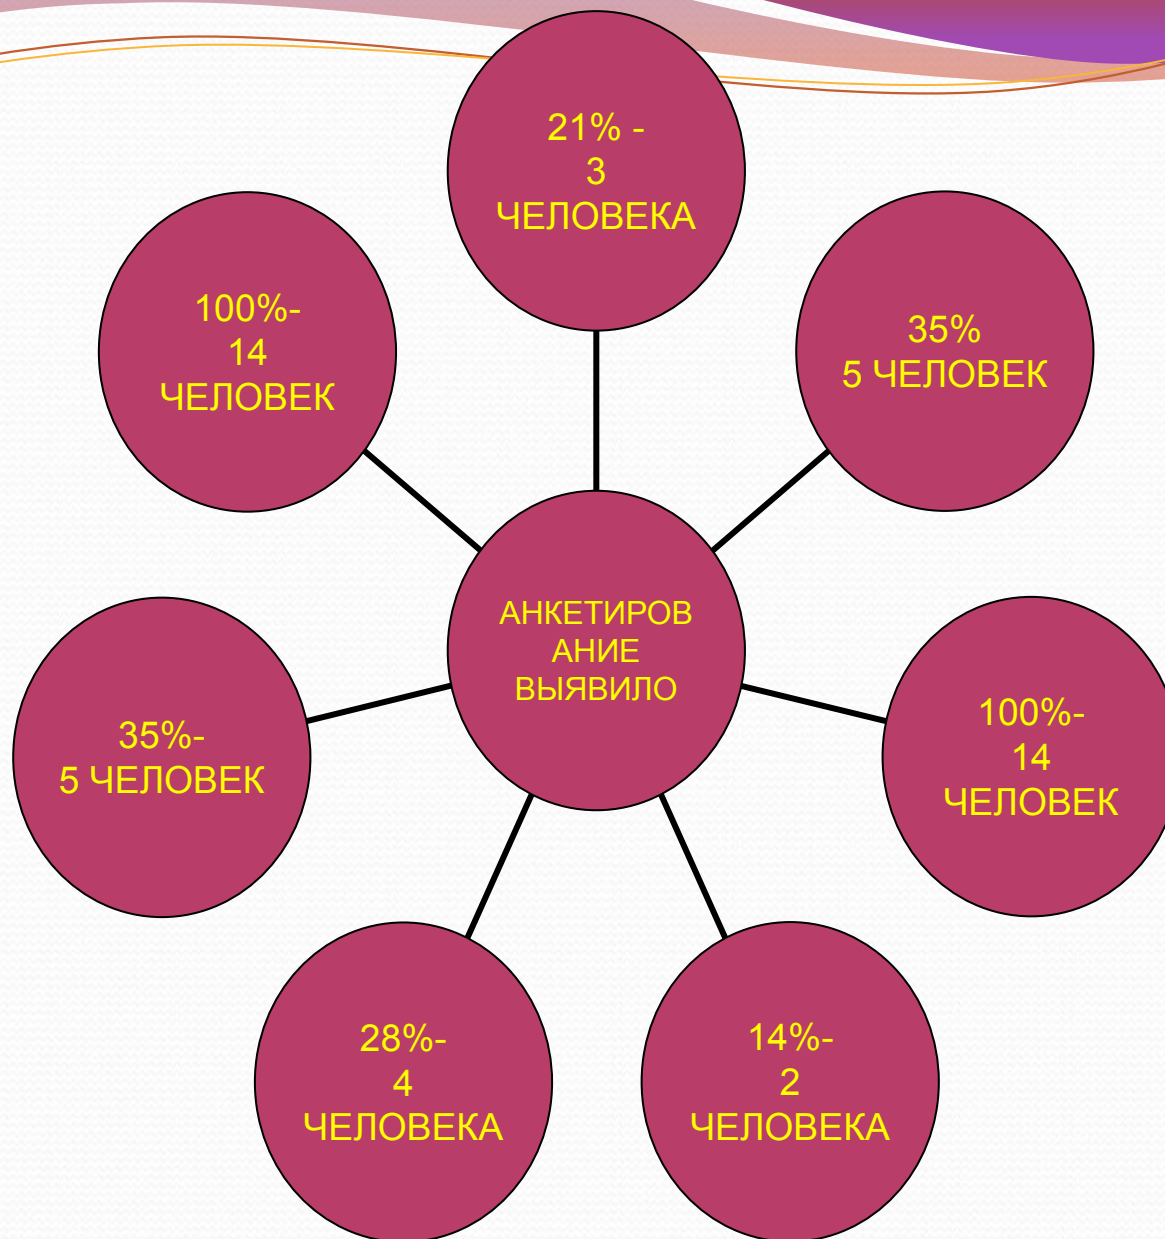 21% -
3
ЧЕЛОВЕКА
100%-
14
ЧЕЛОВЕК
35%
5 ЧЕЛОВЕК
АНКЕТИРОВ
АНИЕ
ВЫЯВИЛО
35%-
5 ЧЕЛОВЕК
100%-
14
ЧЕЛОВЕК
28%-
4
ЧЕЛОВЕКА
14%-
2
ЧЕЛОВЕКА